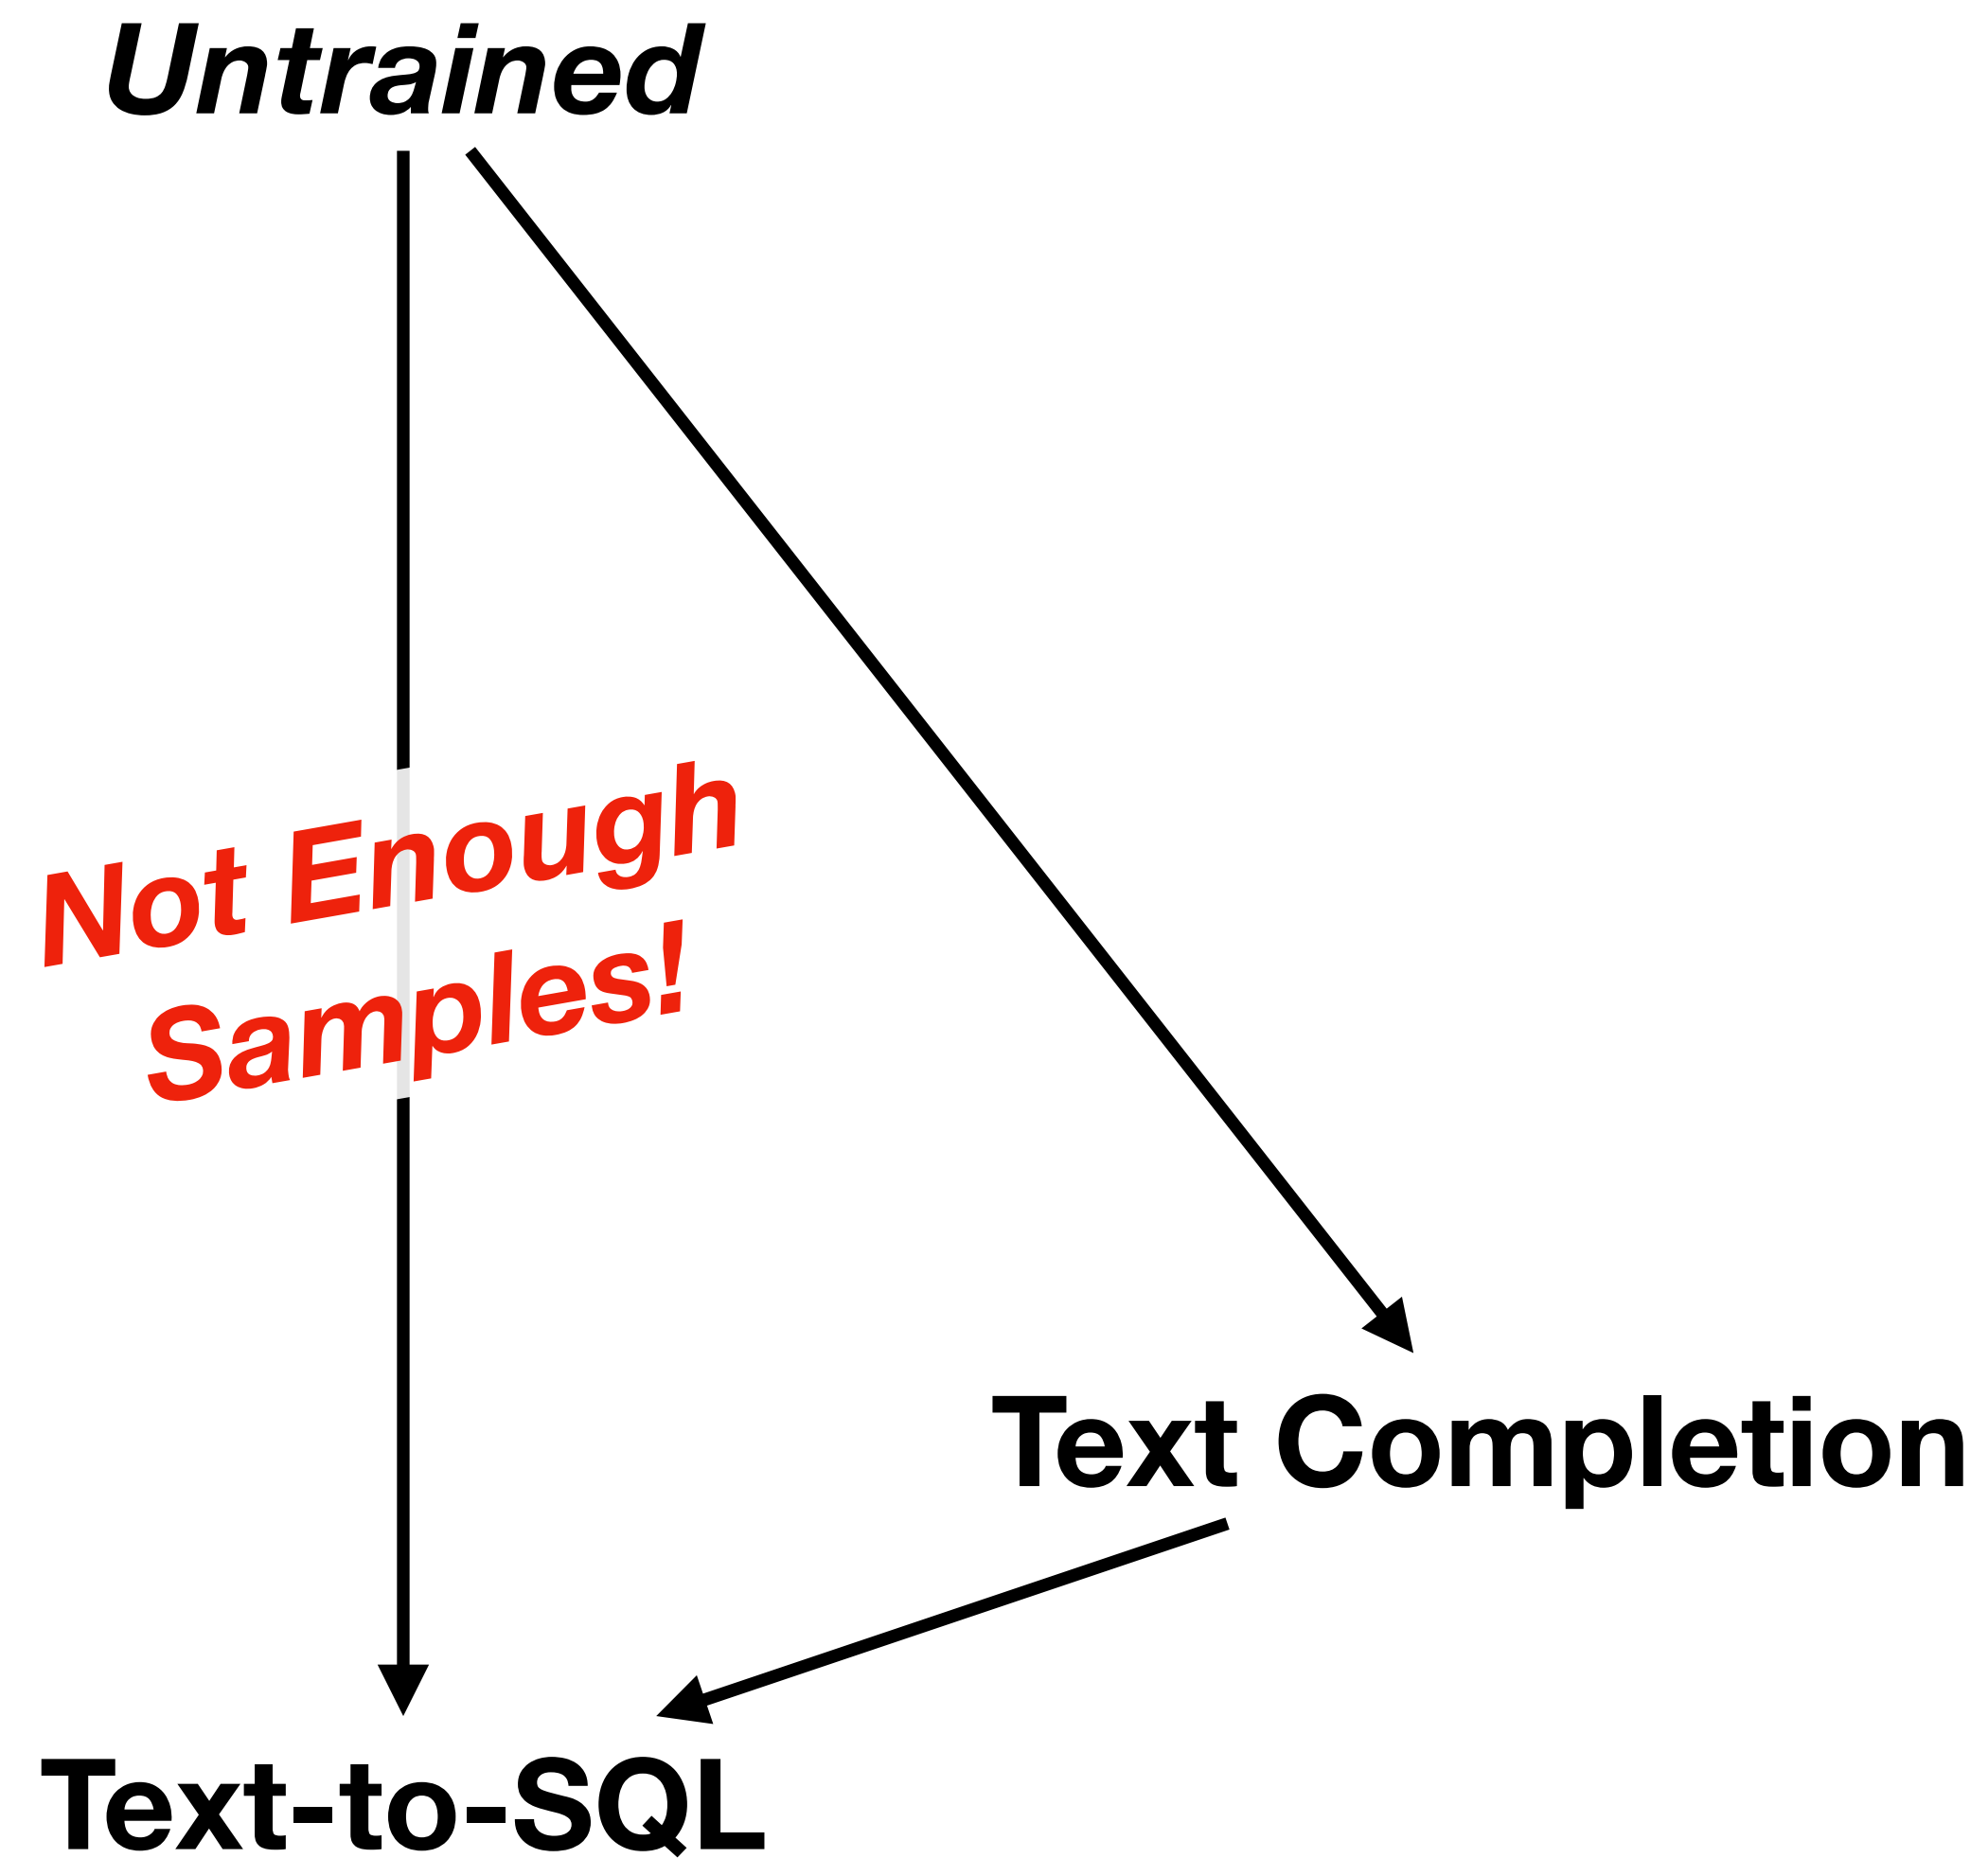 Untrained
Not Enough
Samples!
Text Completion
Text-to-SQL